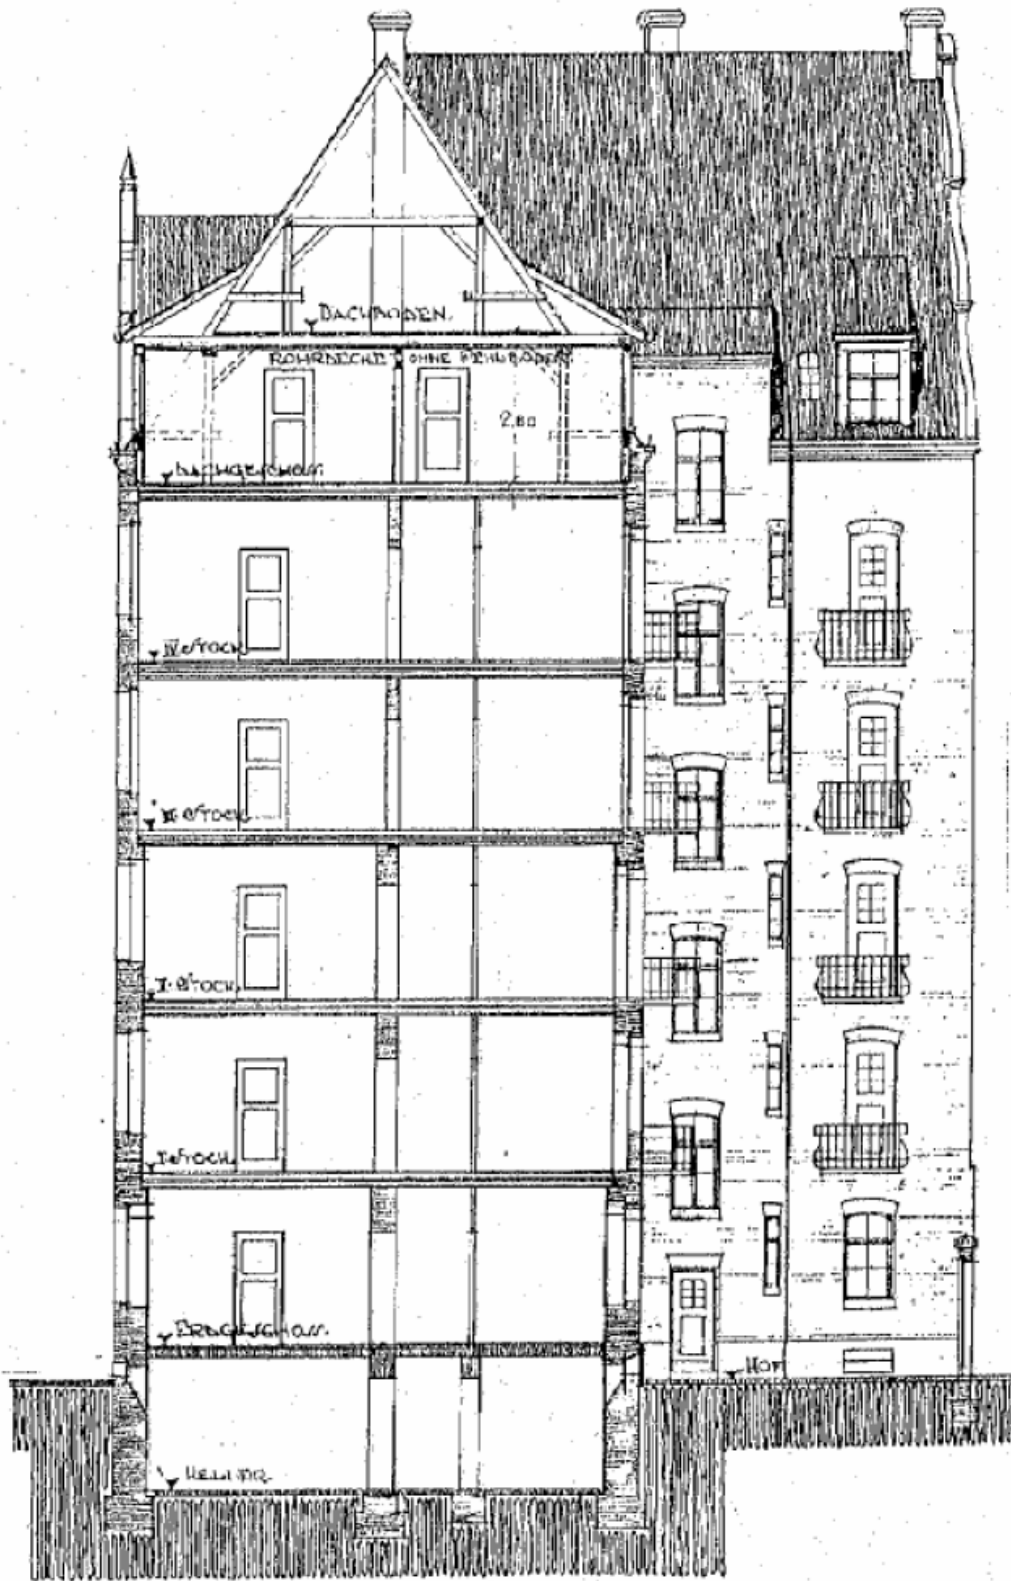 DACHBODEN.
ROHRDECKE OHNE FEHLBODEN
2,80
DACHGESCHOSS
IV. STOCK
III. STOCK
II. STOCK.
I. STOCK.
ERDGESCHOSS.
HOF
KELLER